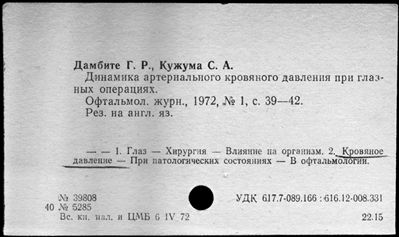 Дамбите Г. Р., Кужума С. А.
Динамика артериального кровяного давления при глаз-
ных операциях.
Офтальмол. журн., 1972, № 1, с. 39—42.
Рез. на англ. яз.
— — 1. Глаз — Хирургия — Влияние на организм. 2. Кровяное
давление — При патологических состояниях — В офтальмологии.
№ 39808
40 № 5285
Вс. кн. пал. и ЦМБ 6 IV 72
УДК 617.7-089.166 : 616.12-008.331
22.15